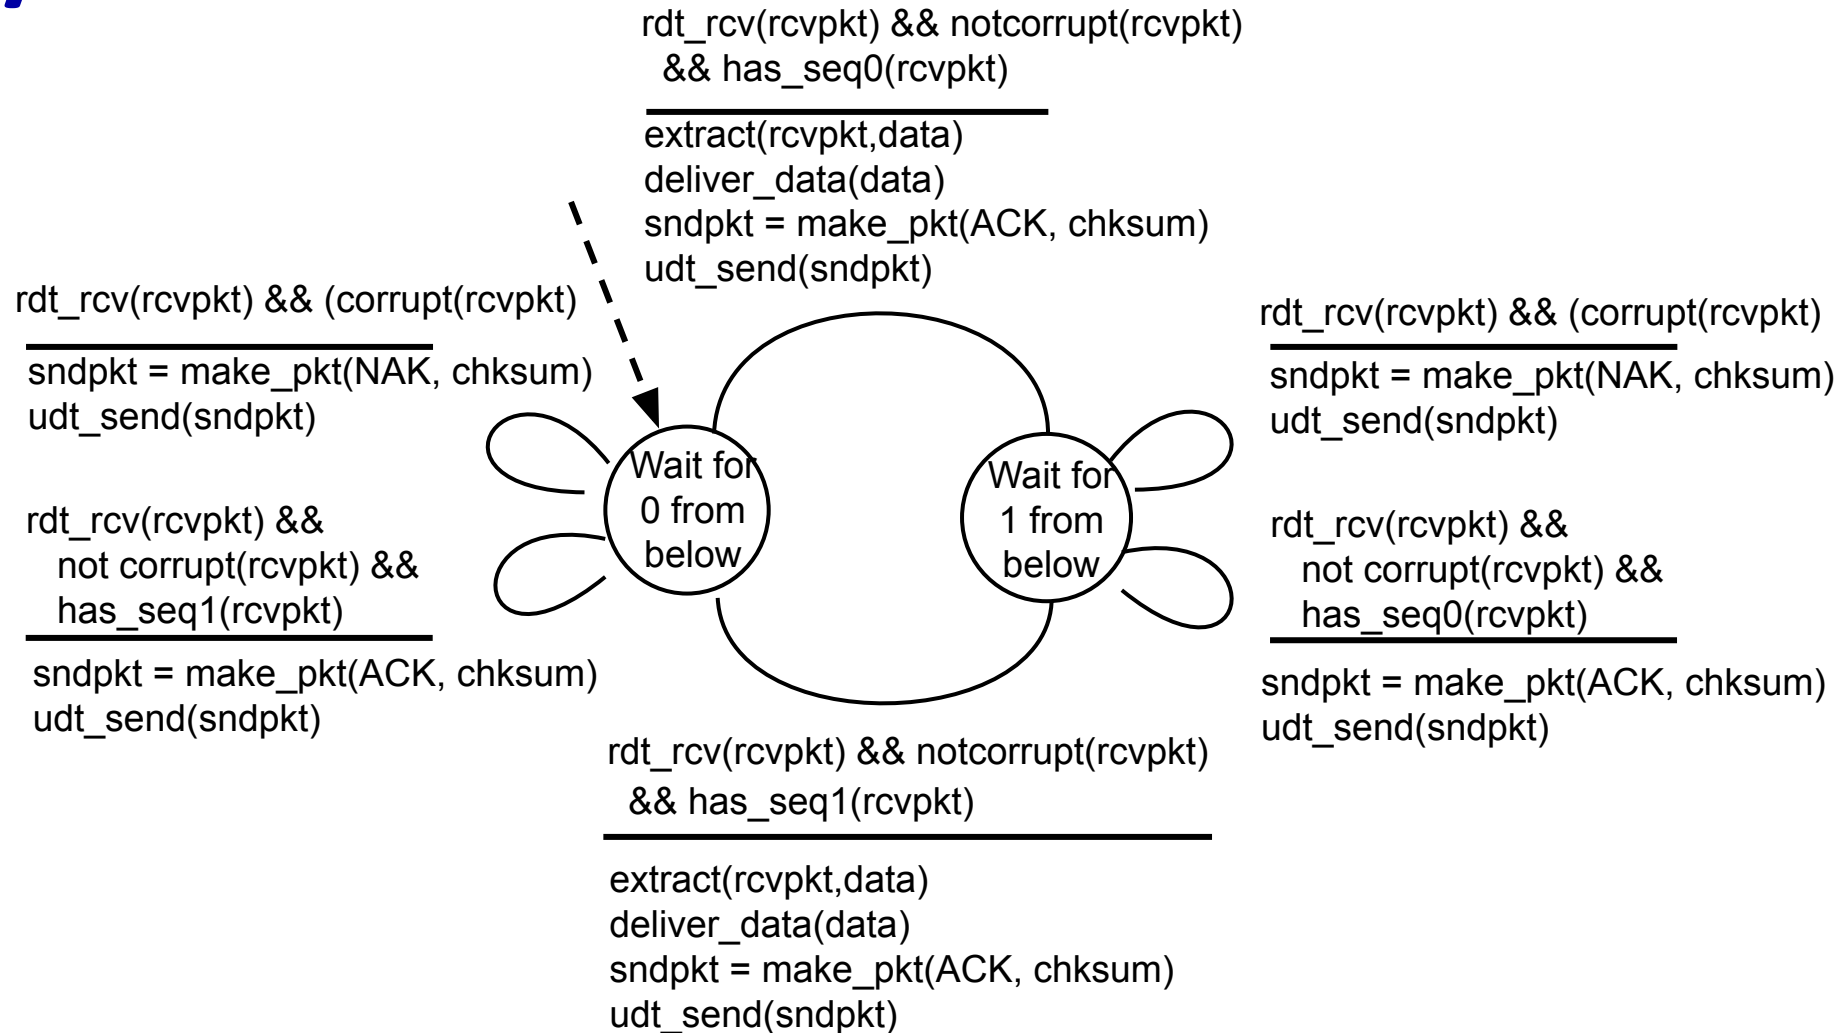 rdt_rcv(rcvpkt) && notcorrupt(rcvpkt)
&& has_seq0(rcvpkt)
extract(rcvpkt,data)
deliver_data(data)
sndpkt = make_pkt(ACK, chksum)
udt_send(sndpkt)
rdt_rcv(rcvpkt) && (corrupt(rcvpkt)
sndpkt = make_pkt(NAK, chksum)
udt_send(sndpkt)
rdt_rcv(rcvpkt) &&
not corrupt(rcvpkt) &&
has_seq1(rcvpkt)
sndpkt = make_pkt(ACK, chksum)
udt_send(sndpkt)
Wait for
0 from
below
Wait for
1 from
below
rdt_rcv(rcvpkt) && (corrupt(rcvpkt)
sndpkt = make_pkt(NAK, chksum)
udt_send(sndpkt)
rdt_rcv(rcvpkt) &&
not corrupt(rcvpkt) &&
has_seq0(rcvpkt)
sndpkt = make_pkt(ACK, chksum)
udt_send(sndpkt)
rdt_rcv(rcvpkt) && notcorrupt(rcvpkt)
&& has_seq1(rcvpkt)
extract(rcvpkt,data)
deliver_data(data)
sndpkt = make_pkt(ACK, chksum)
udt_send(sndpkt)